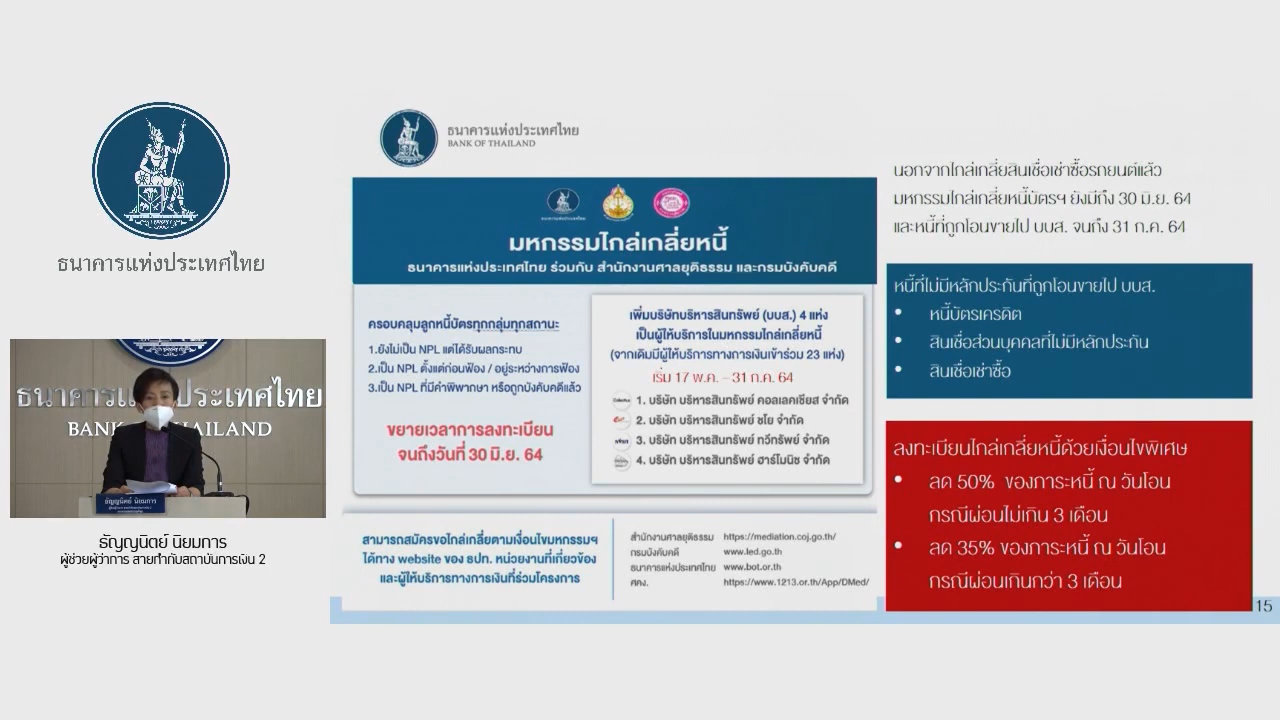 ธนาคารแห่งประเทศไทย
ธนาคารแห่งประเทศไทย
BANK OF THAILAND
ธัญญนิตย์ นิยมการ
ธัญญนิตย์ นิยมการ
ผู้ช่วยผู้ว่าการ สายกำกับสถาบันการเงิน 2
ธนาคารแห่งประเทศไทย
BANK OF THAILAND
มหกรรมไกล่เกลี่ยหนี้
ธนาคารแห่งประเทศไทย ร่วมกับ สำนักงานศาลยุติธรรม และกรมบังคับคดี
ครอบคลุมลูกหนี้บัตรทุกกลุ่มทุกสถานะ
1.ยังไม่เป็น NPL แต่ได้รับผลกระทบ
2.เป็น NPL ตั้งแต่ก่อนฟ้อง / อยู่ระหว่างการฟ้อง
3.เป็น NPL ที่มีคำพิพากษา หรือถูกบังคับคดีแล้ว
ขยายเวลาการลงทะเบียน
จนถึงวันที่ 30 มิ.ย. 64
เพิ่มบริษัทบริหารสินทรัพย์ (บบส.) 4 แห่ง
เป็นผู้ให้บริการในมหกรรมไกล่เกลี่ยหนี้
(จากเดิมมีผู้ให้บริการทางการเงินเข้าร่วม 23 แห่ง)
เริ่ม 17 พ.ค. – 31 ก.ค. 64
1. บริษัท บริหารสินทรัพย์ คอลเลคเชียส จำกัด
2. บริษัท บริหารสินทรัพย์ ชโย จำกัด
3. บริษัท บริหารสินทรัพย์ ทวีทรัพย์ จำกัด
4. บริษัท บริหารสินทรัพย์ ฮาร์โมนิช จำกัด
สามารถสมัครขอไกล่เกลี่ยตามเงื่อนไขมหกรรมฯ
ได้ทาง website ของ ธปท. หน่วยงานที่เกี่ยวข้อง
และผู้ให้บริการทางการเงินที่ร่วมโครงการ
สำนักงานศาลยุติธรรม https://mediation.coj.go.th/
กรมบังคับคดี www.led.go.th
ธนาคารแห่งประเทศไทย www.bot.or.th
ศคง. https://www.1213.or.th/App/DMed/
นอกจากไกล่เกลี่ยสินเชื่อเช่าซื้อรถยนต์แล้ว
มหกรรมไกล่เกลี่ยหนี้บัตรฯ ยังมีถึง 30 มิ.ย. 64
และหนี้ที่ถูกโอนขายไป บบส. จนถึง 31 ก.ค. 64
หนี้ที่ไม่มีหลักประกันที่ถูกโอนขายไป บบส.
• หนี้บัตรเครดิต
• สินเชื่อส่วนบุคคลที่ไม่มีหลักประกัน
• สินเชื่อเช่าซื้อ
ลงทะเบียนไกล่เกลี่ยหนี้ด้วยเงื่อนไขพิเศษ
• ลด 50% ของภาระหนี้ ณ วันโอน
กรณีผ่อนไม่เกิน 3 เดือน
• ลด 35% ของภาระหนี้ ณ วันโอน
กรณีผ่อนเกินกว่า 3 เดือน
15